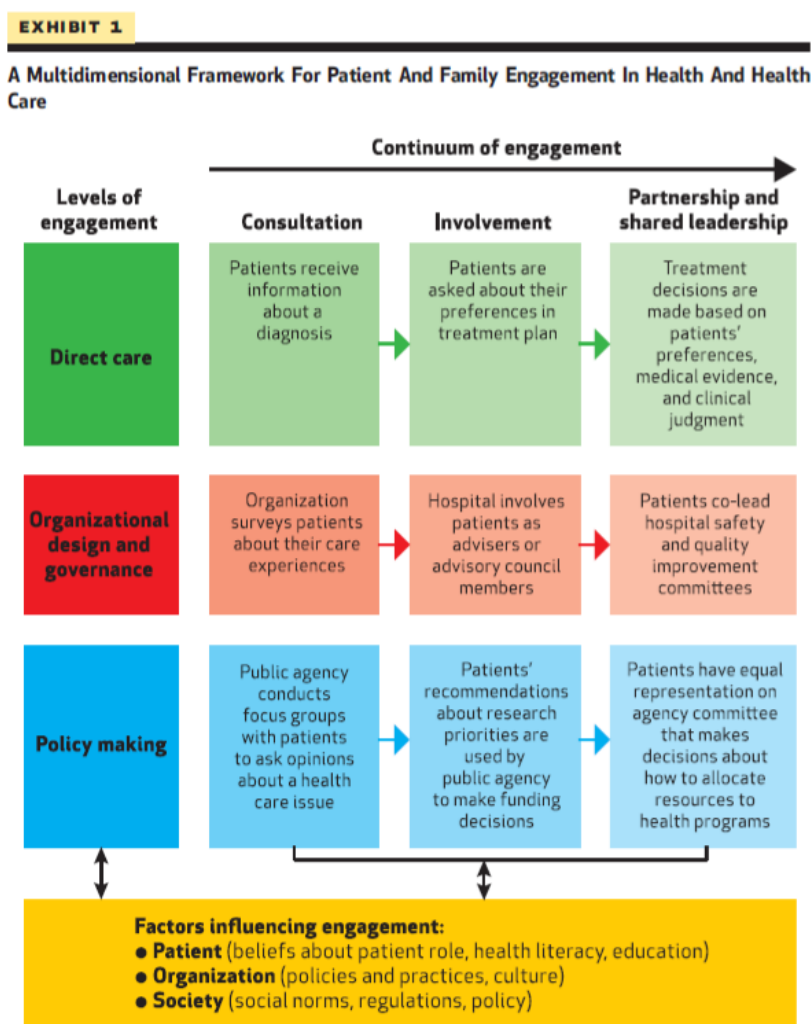 EXHIBIT 1
A Multidimensional Framework For Patient And Family Engagement In Health And Health
Care
Continuum of engagement
Levels of
engagement
Consultation
Involvement
Partnership and
shared leadership
Direct care
Patients receive
information
about a
diagnosis
Patients are
asked about their
preferences in
treatment plan
Treatment
decisions are
made based on
patients’
preferences,
medical evidence,
and clinical
judgment
Organizational
design and
governance
Organization
surveys patients
about their care
experiences
Hospital involves
patients as
advisers or
advisory council
members
Patients co-lead
hospital safety
and quality
improvement
committees
Policy making
Public agency
conducts
focus groups
with patients
to ask opinions
about a health
care issue
Patients’
recommendations
about research
priorities are
used by
public agency
to make funding
decisions
Patients have equal
representation on
agency committee
that makes
decisions about
how to allocate
resources to
health programs
Factors influencing engagement:
● Patient (beliefs about patient role, health literacy, education)
● Organization (policies and practices, culture)
● Society (social norms, regulations, policy)